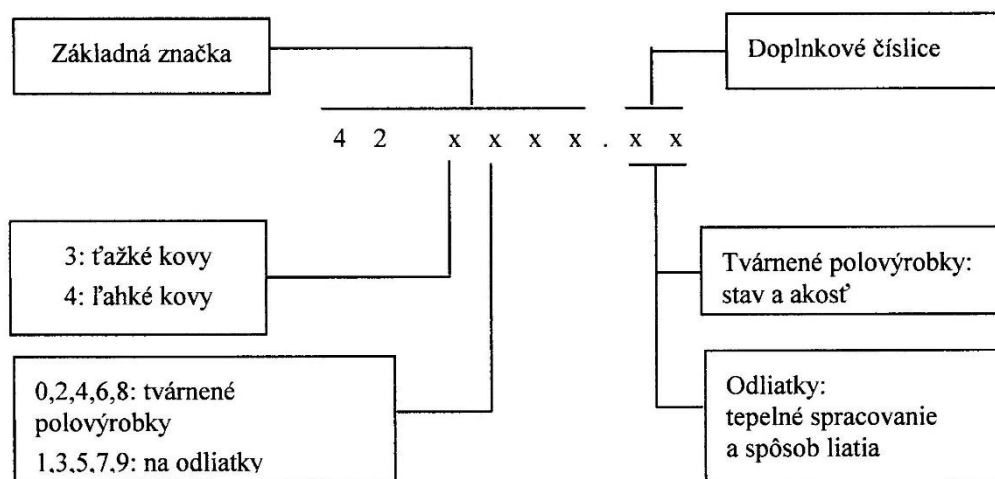 Základná značka
Doplnkové číslice
4 2 x x x x . x x
3: ťažké kovy
4: ľahké kovy
Tvárnené polovýrobky:
stav a akosť
0,2,4,6,8: tvárnené
polovýrobky
1,3,5,7,9: na odliatky
Odliatky:
tepelné spracovanie
a spôsob liatia